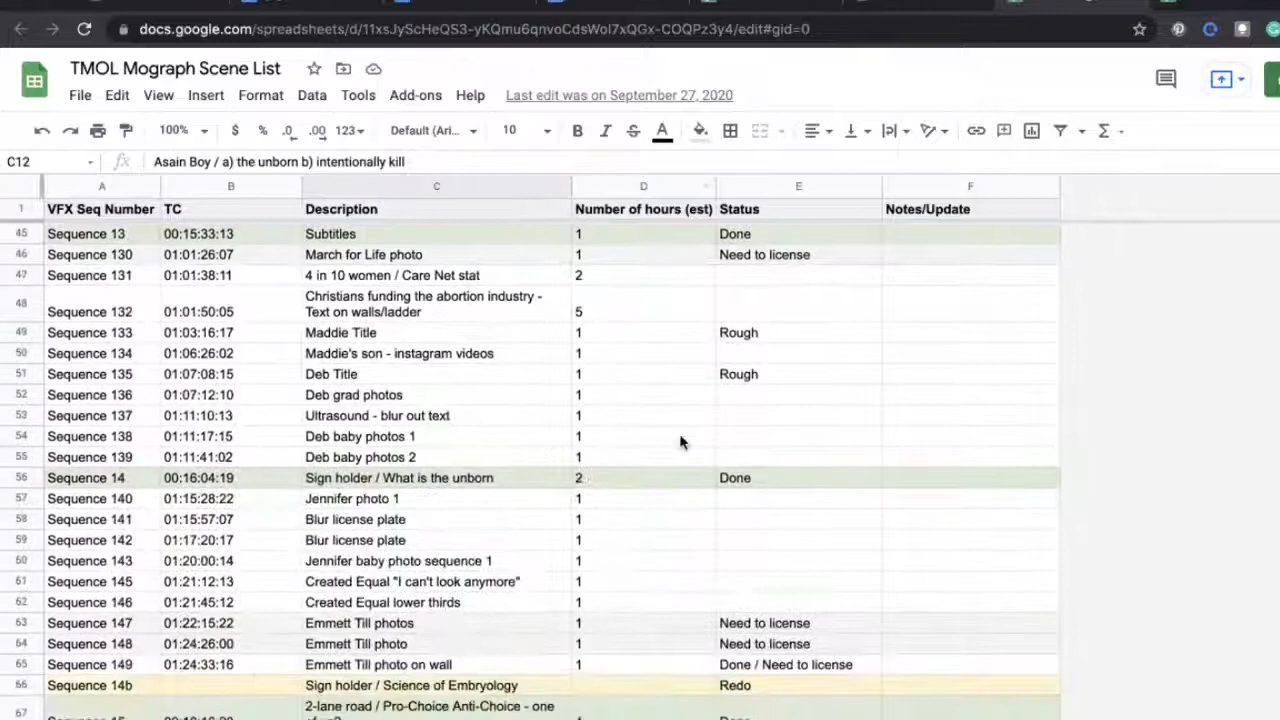 docs.google.com/spreadsheets/d/11xsJyScHeQS3-yKQmu6qnvoCdsWol7xQGx-COQPz3y4/edit#gid=0
TMOL Mograph Scene List
File Edit View Insert Format Data Tools Add-ons Help Last edit was on September 27, 2020
100% $ % .0 .00 123 Default (Ari... 10 B I S A Σ
C12 fx Asain Boy / a) the unborn b) intentionally kill
A B C D E F
1 VFX Seq Number TC Description Number of hours (est) Status Notes/Update
45 Sequence 13 00:15:33:13 Subtitles 1 Done
46 Sequence 130 01:01:26:07 March for Life photo 1 Need to license
47 Sequence 131 01:01:38:11 4 in 10 women / Care Net stat 2
Christians funding the abortion industry -
48 Sequence 132 01:01:50:05 Text on walls/ladder 5
49 Sequence 133 01:03:16:17 Maddie Title 1 Rough
50 Sequence 134 01:06:26:02 Maddie's son - instagram videos 1
51 Sequence 135 01:07:08:15 Deb Title 1 Rough
52 Sequence 136 01:07:12:10 Deb grad photos 1
53 Sequence 137 01:11:10:13 Ultrasound - blur out text 1
54 Sequence 138 01:11:17:15 Deb baby photos 1 1
55 Sequence 139 01:11:41:02 Deb baby photos 2 1
56 Sequence 14 00:16:04:19 Sign holder / What is the unborn 2 Done
57 Sequence 140 01:15:28:22 Jennifer photo 1 1
58 Sequence 141 01:15:57:07 Blur license plate 1
59 Sequence 142 01:17:20:17 Blur license plate 1
60 Sequence 143 01:20:00:14 Jennifer baby photo sequence 1 1
61 Sequence 145 01:21:12:13 Created Equal "I can't look anymore" 1
62 Sequence 146 01:21:45:12 Created Equal lower thirds 1
63 Sequence 147 01:22:15:22 Emmett Till photos 1 Need to license
64 Sequence 148 01:24:26:00 Emmett Till photo 1 Need to license
65 Sequence 149 01:24:33:16 Emmett Till photo on wall 1 Done / Need to license
66 Sequence 14b Sign holder / Science of Embryology Redo
67 2-lane road / Pro-Choice Anti-Choice - one